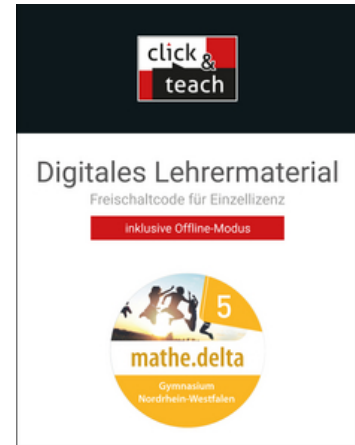 click &
teach
Digitales Lehrermaterial
Freischaltcode für Einzellizenz
inklusive Offline-Modus
5
mathe.delta
Gymnasium
Nordrhein-Westfalen